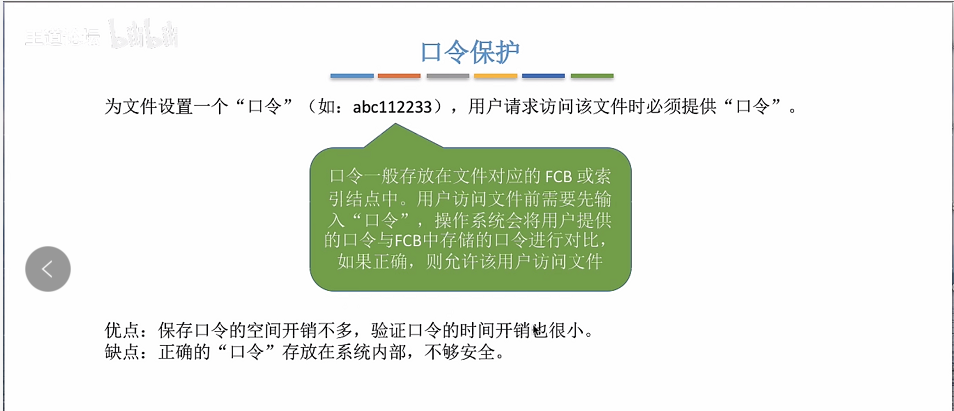 bilibili
口令保护
为文件设置一个“口令”（如：abc112233），用户请求访问该文件时必须提供“口令”。
口令一般存放在文件对应的 FCB 或索
引结点中。用户访问文件前需要先输
入“口令”，操作系统会将用户提供
的口令与FCB中存储的口令进行对比，
如果正确，则允许该用户访问文件
优点：保存口令的空间开销不多，验证口令的时间开销也很小。
缺点：正确的“口令”存放在系统内部，不够安全。